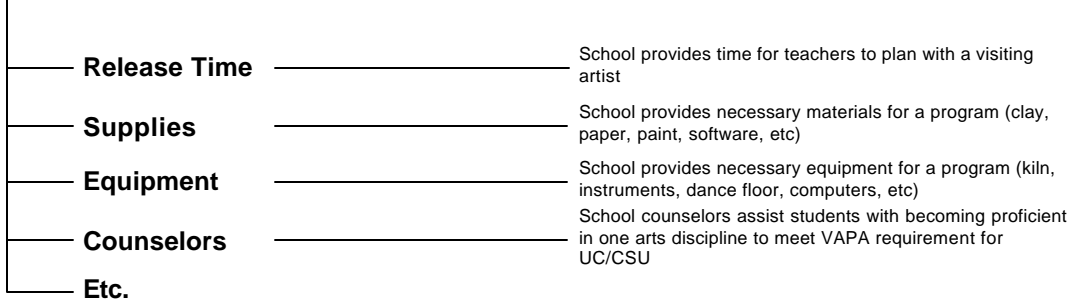 Release Time
School provides time for teachers to plan with a visiting
artist
Supplies
School provides necessary materials for a program (clay,
paper, paint, software, etc)
Equipment
School provides necessary equipment for a program (kiln,
instruments, dance floor, computers, etc)
Counselors
School counselors assist students with becoming proficient
in one arts discipline to meet VAPA requirement for
UC/CSU
Etc.